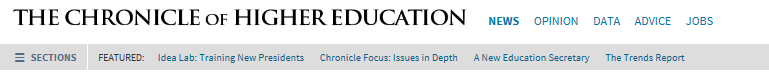 THE CHRONICLE OF HIGHER EDUCATION NEWS OPINION DATA ADVICE JOBS
SECTIONS FEATURED: Idea Lab: Training New Presidents Chronicle Focus: Issues in Depth A New Education Secretary The Trends Report